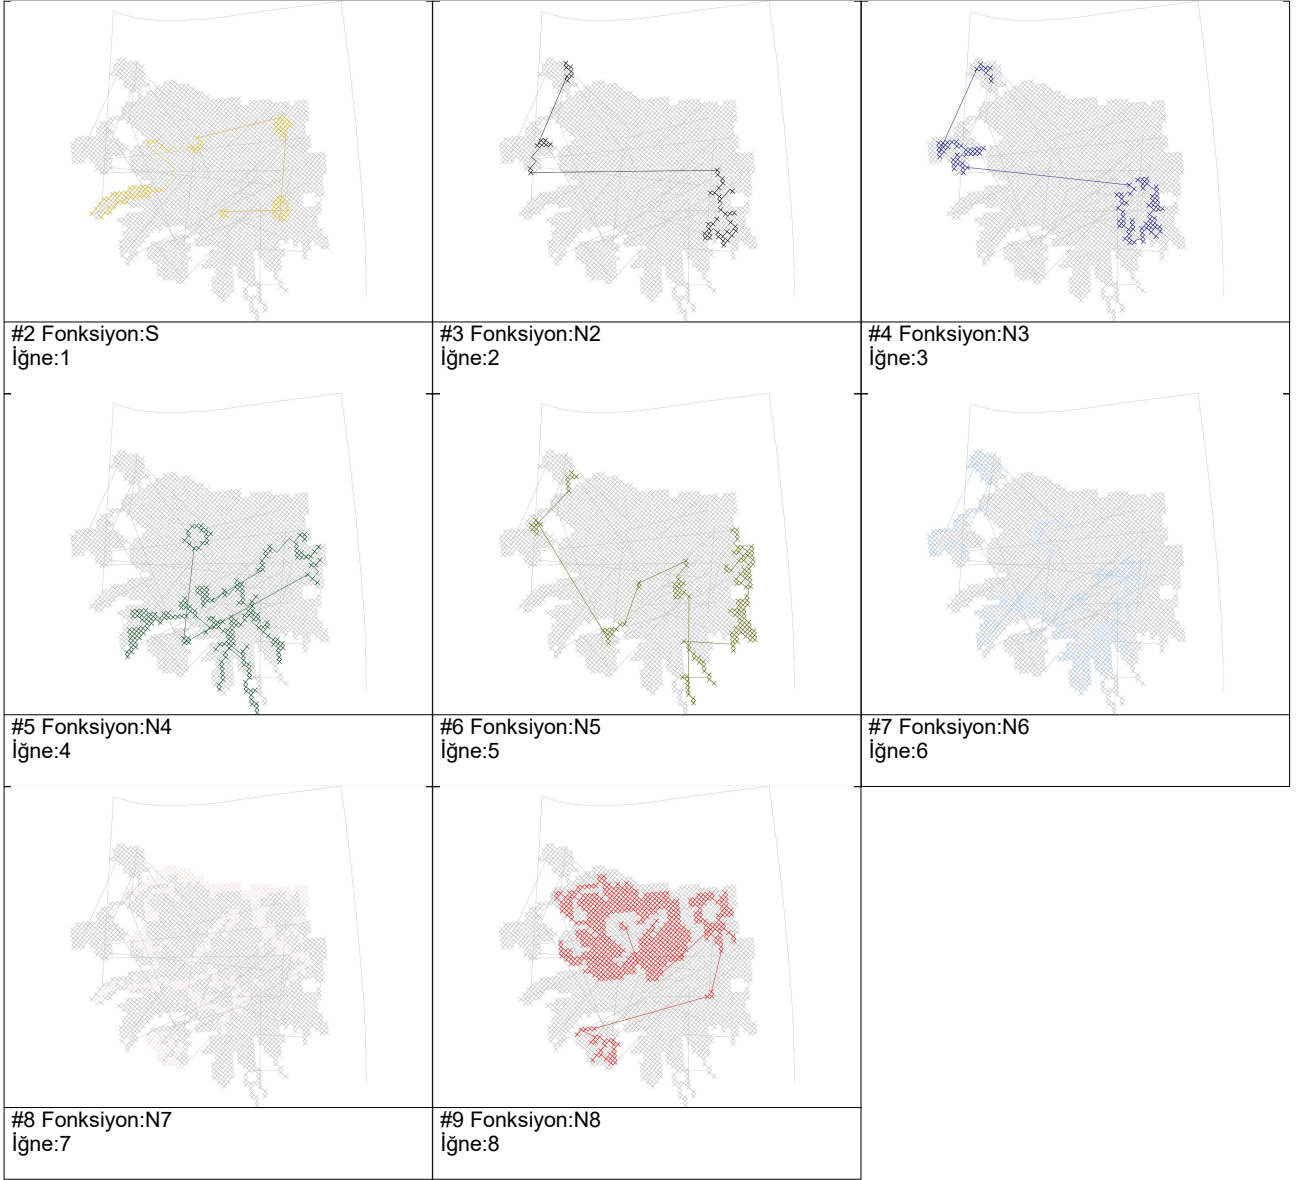 #2 Fonksiyon:S
İğne:1
#3 Fonksiyon:N2
İğne:2
#4 Fonksiyon:N3
İğne:3
#5 Fonksiyon:N4
İğne:4
#6 Fonksiyon:N5
İğne:5
#7 Fonksiyon:N6
İğne:6
#8 Fonksiyon:N7
İğne:7
#9 Fonksiyon:N8
İğne:8